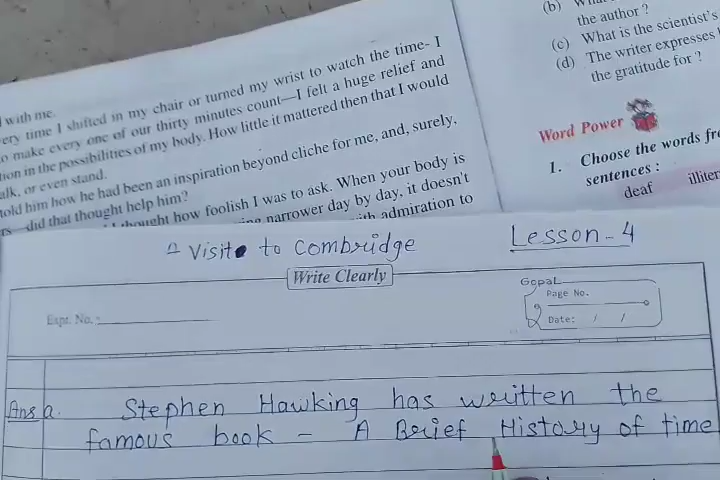 with me.
ery time I shifted in my chair or turned my wrist to watch the time- I
o make every one of our thirty minutes count—I felt a huge relief and
tion in the possibilities of my body. How little it mattered then that I would
alk, or even stand.
told him how he had been an inspiration beyond cliche for me, and, surely,
rs—did that thought help him?
thought how foolish I was to ask. When your body is
narrower day by day, it doesn't
with admiration to
(b)
the author ?
(c) What is the scientist's
(d) The writer expresses
the gratitude for ?
Word Power
1. Choose the words fr
sentences :
deaf illiter
A Visit to Combridge Lesson-4
Write Clearly
Gopal
Page No.
Date: / /
Expt. No.
Ans a. Stephen Hawking has written the
famous book - A Brief History of time